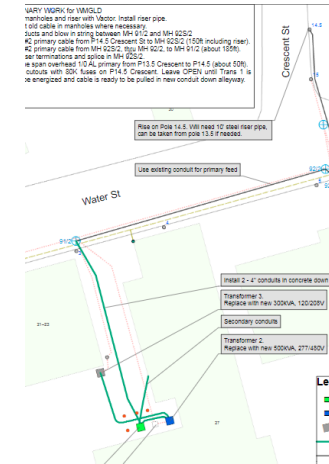 NARY WORK for WMGLD
manholes and riser with Vactor. Install riser pipe.
t old cable in manholes where necessary.
ducts and blow in string between MH 91/2 and MH 92S/2
#2 primary cable from P14.5 Crescent St to MH 92S/2 (150ft including riser).
#2 primary cable from MH 92S/2, thru 92/2, to MH 91/2 (about 185ft).
ser terminations and splice in MH 92S/2.
e span overhead 1/0 AL primary from P13.5 Crescent to P14.5 (about 50ft).
cutouts with 80K fuses on P14.5 Crescent. Leave OPEN until Trans 1 is
be energized and cable is ready to be pulled in new conduit down alleyway.
14.5
Crescent St
Rise on Pole 14.5. Will need 10' steel riser pipe,
can be taken from pole 13.5 if needed.
Use existing conduit for primary feed
92/2
Water St
91/2
Install 2 - 4" conduits in concrete down
Transformer 3.
Replace with new 300KVA, 120/208V
Secondary conduits
Transformer 2.
Replace with new 500KVA, 277/480V
Le